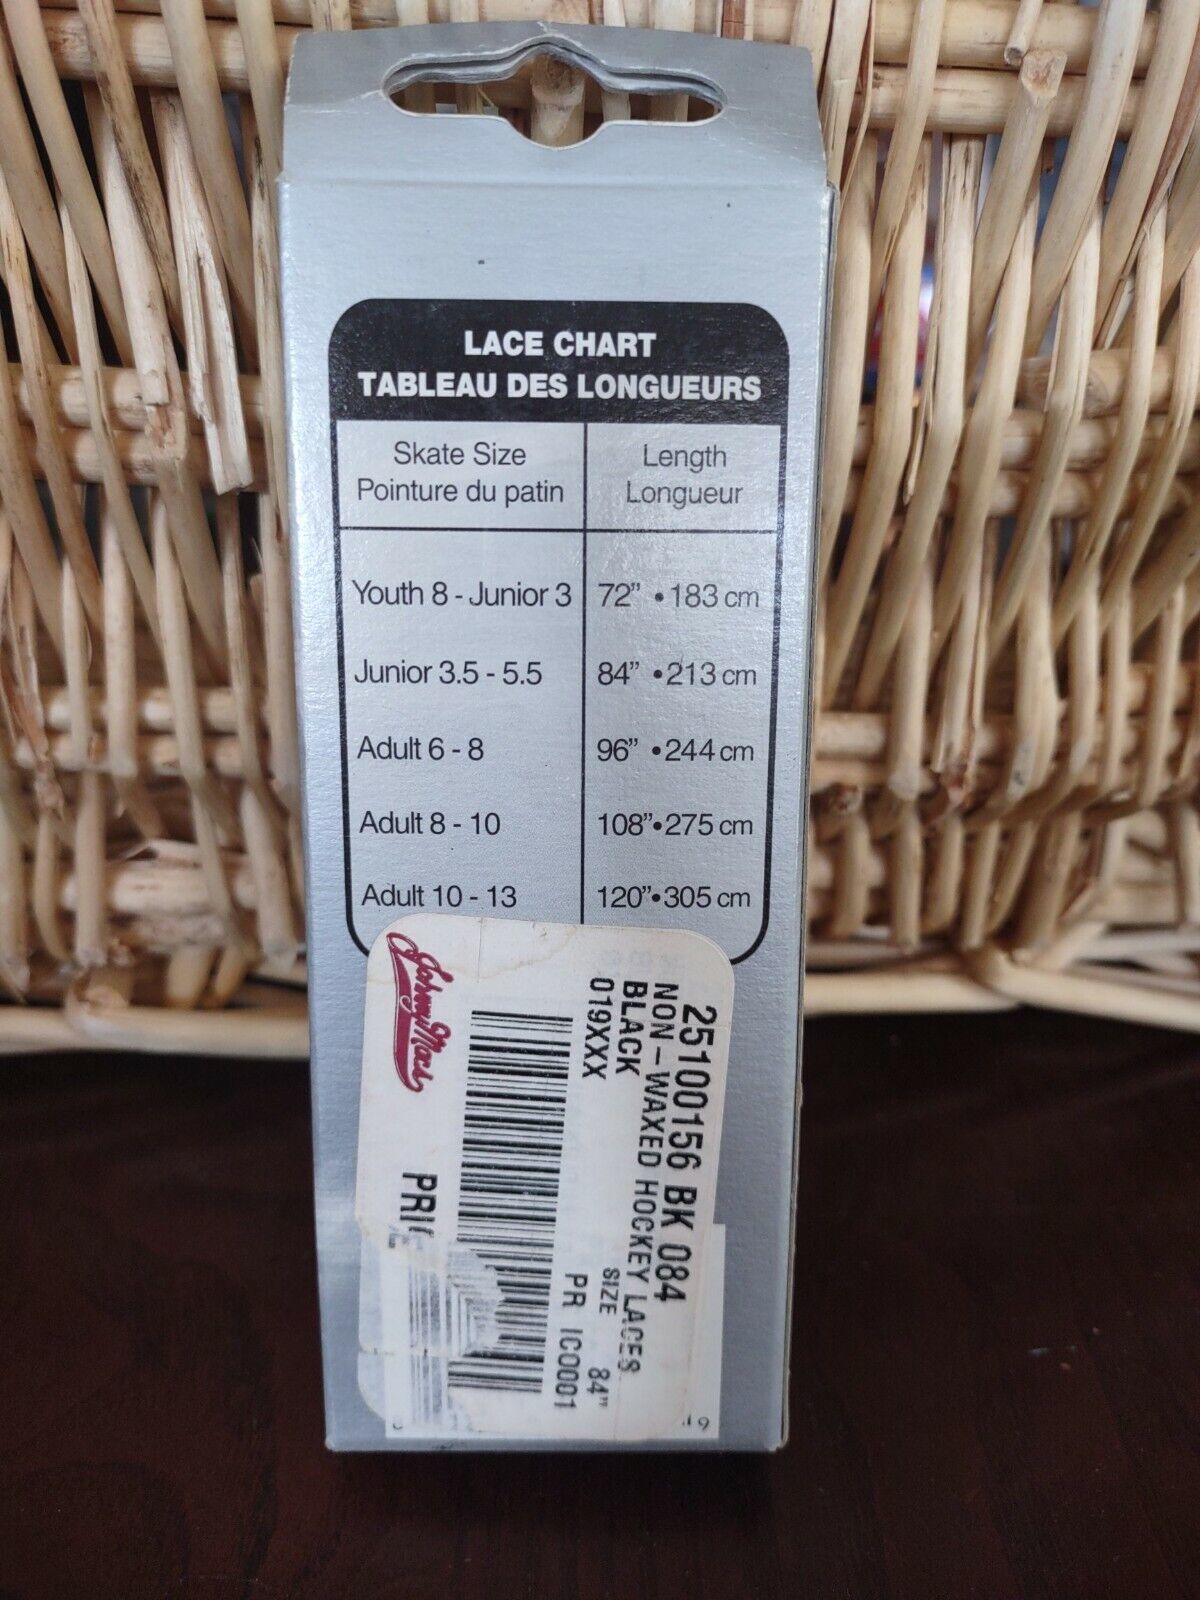 LACE CHART
TABLEAU DES LONGUEURS
Skate Size Length
Pointure du patin Longueur
Youth 8 - Junior 3 72” • 183 cm
Junior 3.5 - 5.5 84” • 213 cm
Adult 6 - 8 96” • 244 cm
Adult 8 - 10 108”• 275 cm
Adult 10 - 13 120”• 305 cm
25100156 BK 084
NON-WAXED HOCKEY LACES
BLACK SIZE 84"
019XXX PR IC0001
Johnny Macs